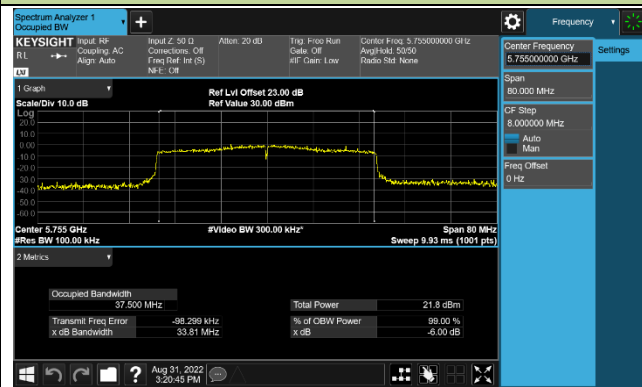 Spectrum Analyzer 1
Occupied BW
Frequency
KEYSIGHT
RL
LXI
Input: RF
Coupling: AC
Align: Auto
Input Z: 50 Ω
Corrections: Off
Freq Ref: Int (S)
NFE: Off
Atten: 20 dB
Trig: Free Run
Gate: Off
#IF Gain: Low
Center Freq: 5.755000000 GHz
Avg|Hold: 50/50
Radio Std: None
Center Frequency
5.755000000 GHz
Settings
Span
80.000 MHz
CF Step
8.000000 MHz
Auto
Man
Freq Offset
0 Hz
1 Graph
Scale/Div 10.0 dB
Ref Lvl Offset 23.00 dB
Ref Value 30.00 dBm
Log
20.0
10.0
0.00
-10.0
-20.0
-30.0
-40.0
-50.0
-60.0
Center 5.755 GHz
#Res BW 100.00 kHz
#Video BW 300.00 kHz*
Span 80 MHz
Sweep 9.93 ms (1001 pts)
2 Metrics
Occupied Bandwidth
37.500 MHz
Total Power
21.8 dBm
Transmit Freq Error
-98.299 kHz
% of OBW Power
99.00 %
x dB Bandwidth
33.81 MHz
x dB
-6.00 dB
?
Aug 31, 2022
3:20:45 PM